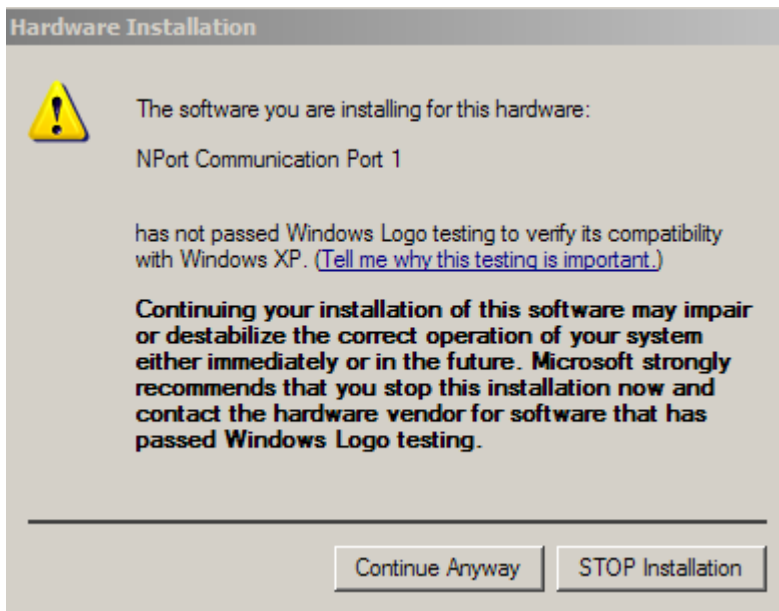 Hardware Installation
The software you are installing for this hardware:
NPort Communication Port 1
has not passed Windows Logo testing to verify its compatibility
with Windows XP. (Tell me why this testing is important.)
Continuing your installation of this software may impair
or destabilize the correct operation of your system
either immediately or in the future. Microsoft strongly
recommends that you stop this installation now and
contact the hardware vendor for software that has
passed Windows Logo testing.
Continue Anyway
STOP Installation